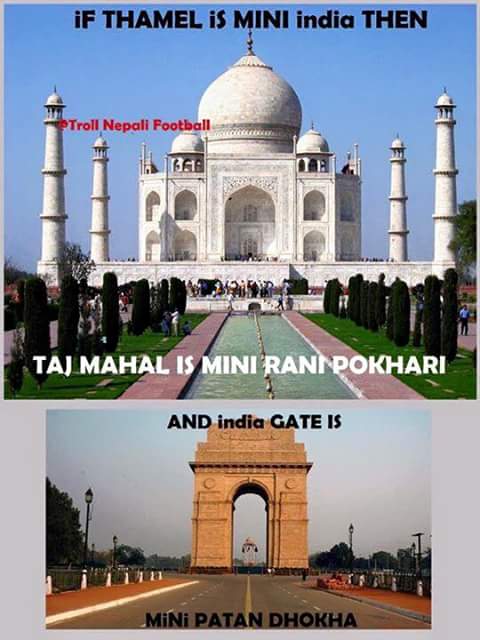 iF THAMEL iS MINI india THEN
@Troll Nepali Football
TAJ MAHAL IS MINI RANI POKHARI
AND india GATE IS
MiNi PATAN DHOKHA